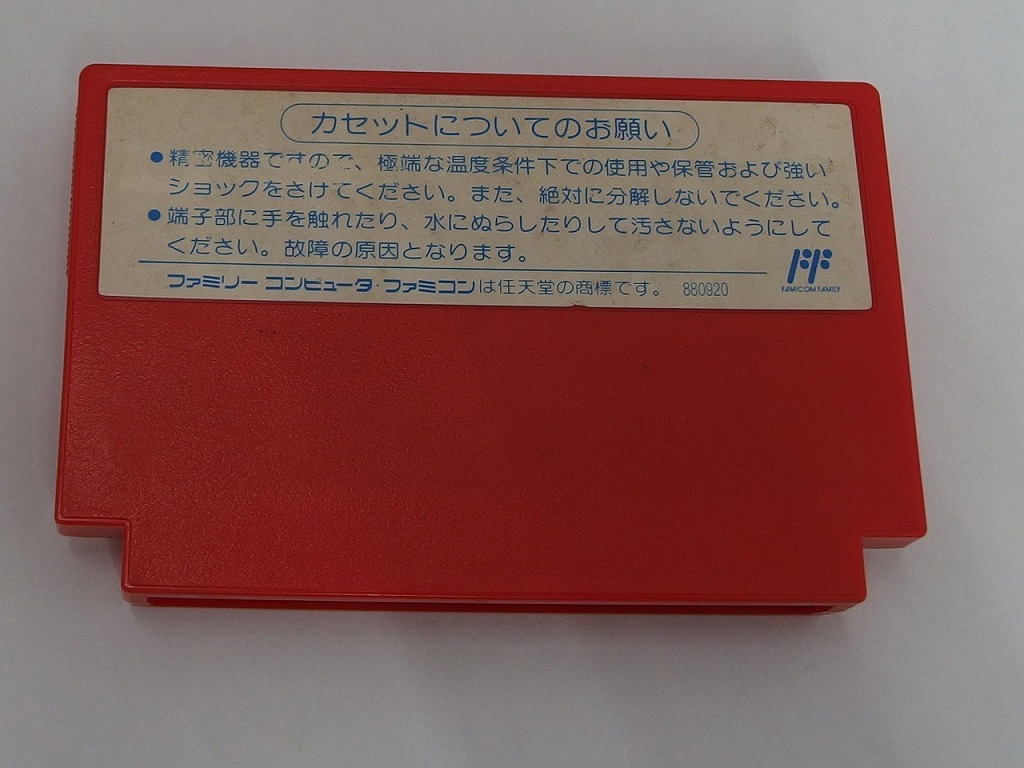 カセットについてのお願い
●精密機器ですので、極端な温度条件下での使用や保管および強い
ショックをさけてください。また、絶対に分解しないでください。
●端子部に手を触れたり、水にぬらしたりして汚さないようにして
ください。故障の原因となります。
ファミリーコンピュータ・ファミコンは任天堂の商標です。 880920
FAMICOM FAMILY